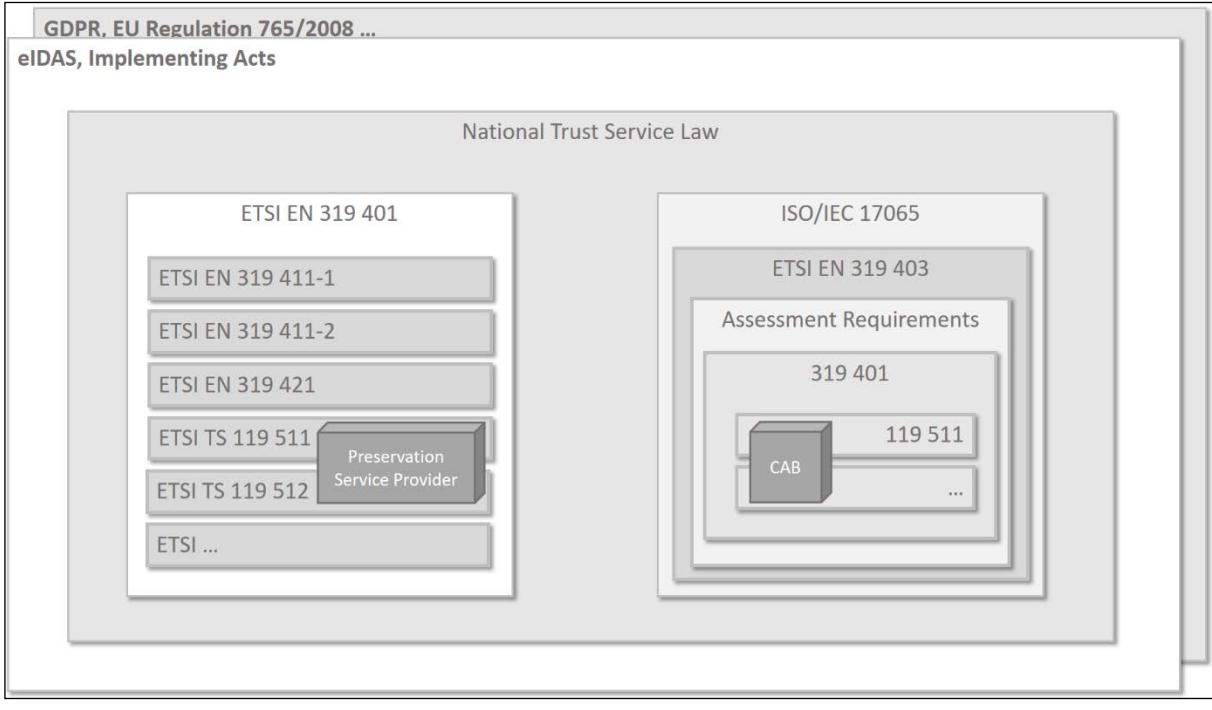 GDPR, EU Regulation 765/2008 ...
eIDAS, Implementing Acts
National Trust Service Law
ETSI EN 319 401
ETSI EN 319 411-1
ETSI EN 319 411-2
ETSI EN 319 421
ETSI TS 119 511
ETSI TS 119 512
ETSI ...
Preservation
Service Provider
ISO/IEC 17065
ETSI EN 319 403
Assessment Requirements
319 401
119 511
CAB
...